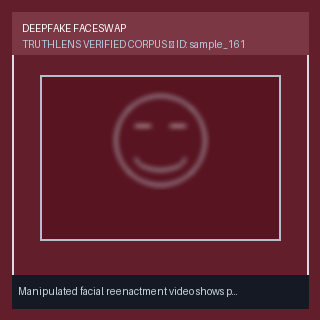 DEEPFAKE FACESWAP
TRUTHLENS VERIFIED CORPUS ID: sample_161
Manipulated facial reenactment video shows p...